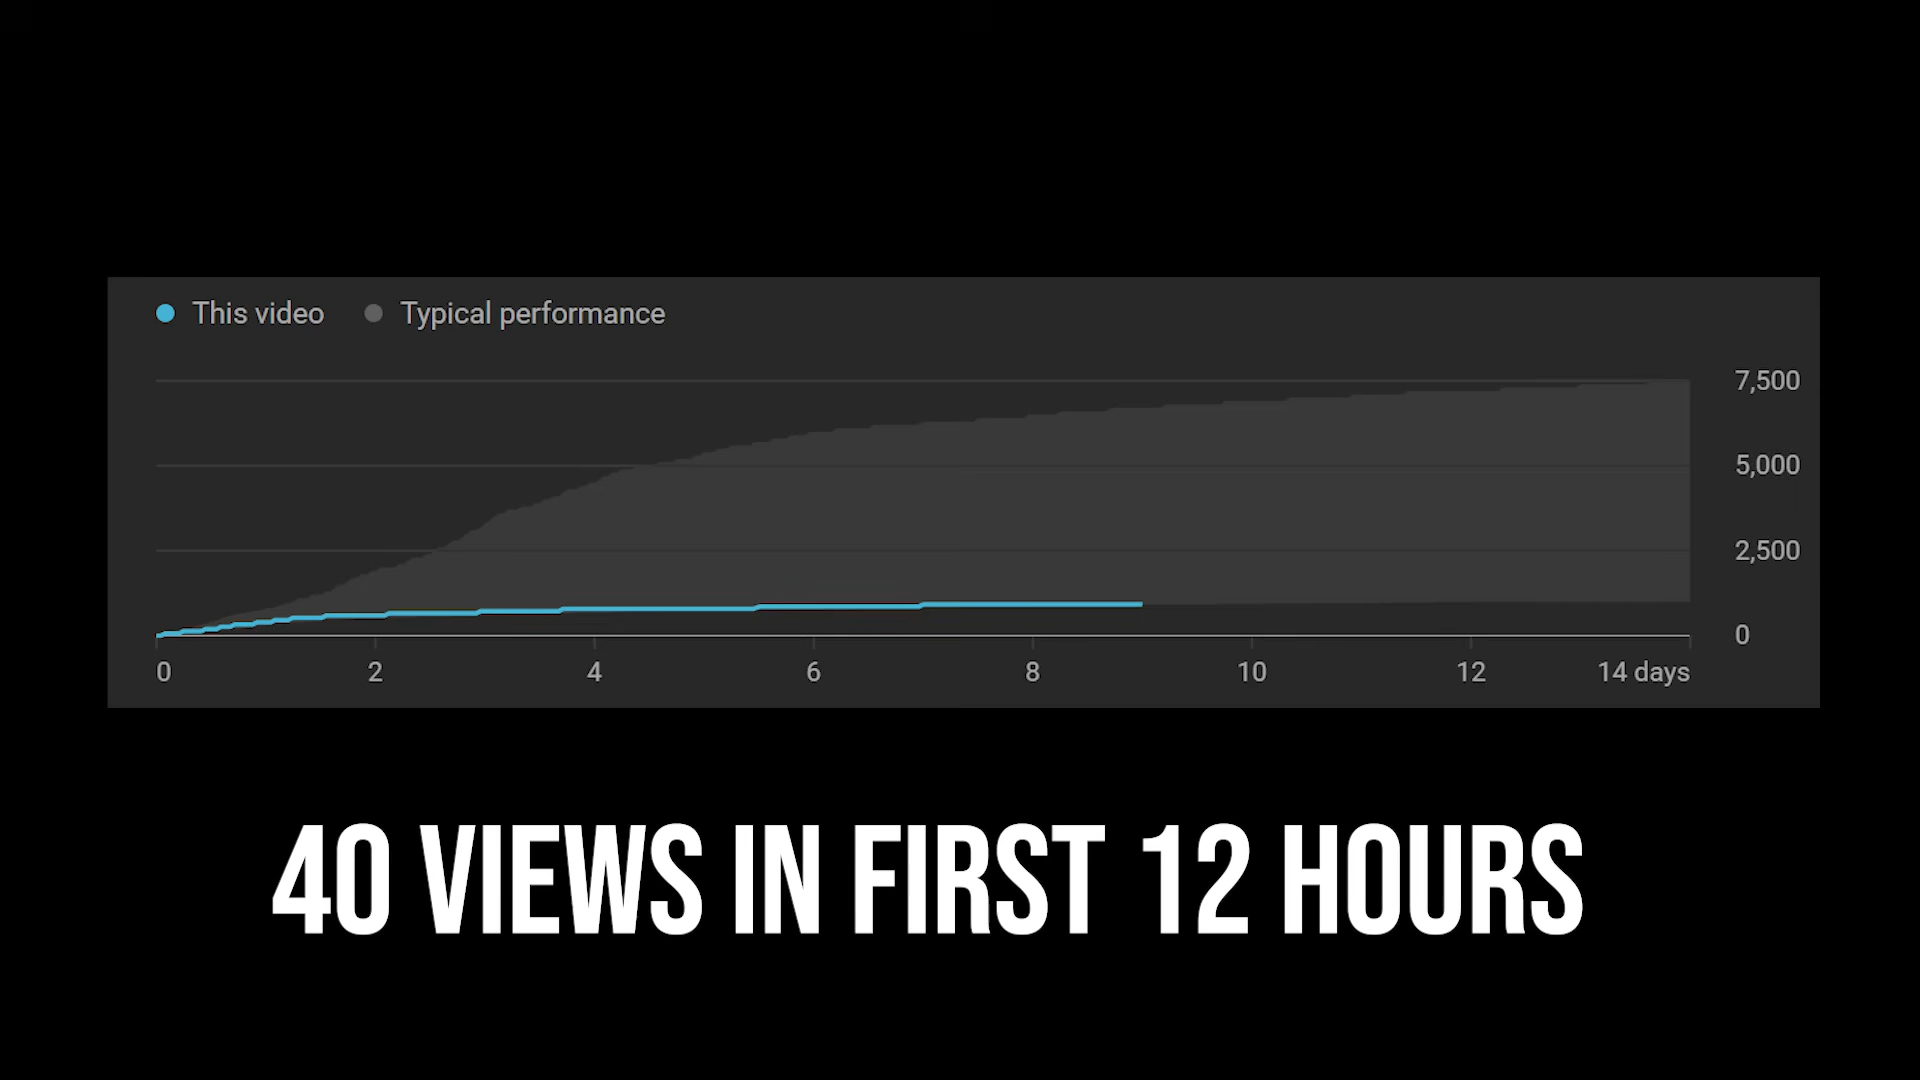 This video Typical performance
7,500
5,000
2,500
0
0 2 4 6 8 10 12 14 days
40 VIEWS IN FIRST 12 HOURS